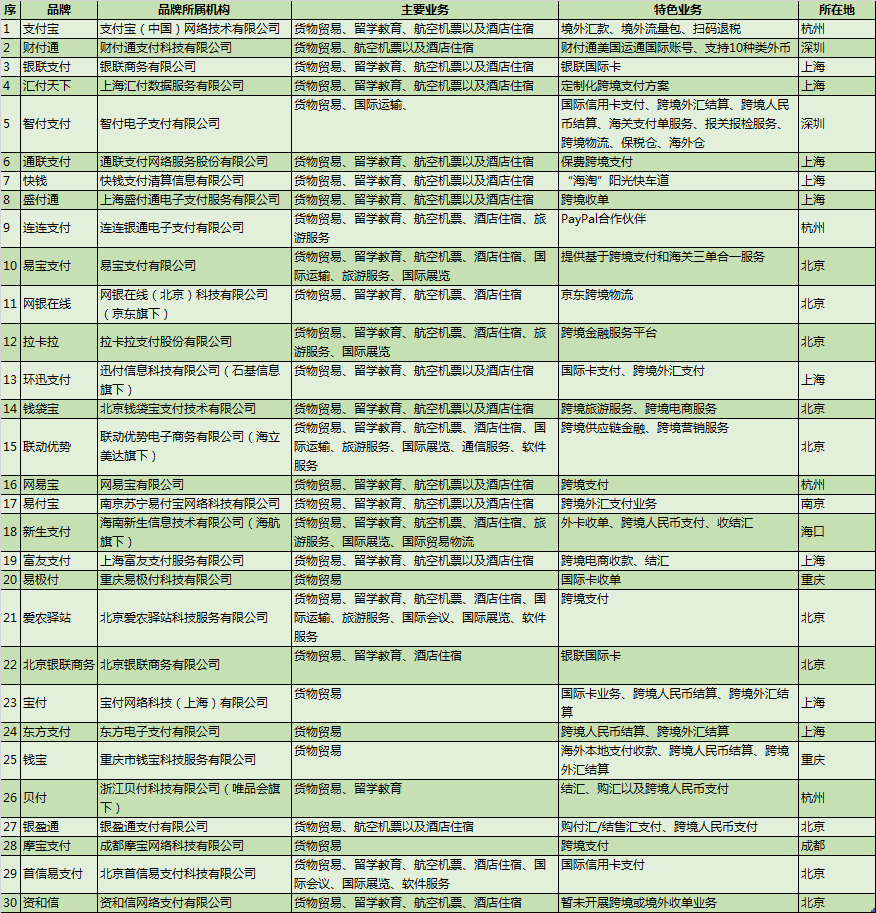 序 品牌 品牌所属机构 主要业务 特色业务 所在地
1 支付宝 支付宝（中国）网络技术有限公司 货物贸易、留学教育、航空机票以及酒店住宿 境外汇款、境外流量包、扫码退税 杭州
2 财付通 财付通支付科技有限公司 货物贸易、航空机票以及酒店住宿 财付通美国运通国际账号、支持10种类外币 深圳
3 银联支付 银联商务有限公司 货物贸易、留学教育、航空机票以及酒店住宿 银联国际卡 上海
4 汇付天下 上海汇付数据服务有限公司 货物贸易、留学教育、航空机票以及酒店住宿 定制化跨境支付方案 上海
5 智付支付 智付电子支付有限公司 货物贸易、国际运输、 国际信用卡支付、跨境外汇结算、跨境人民
币结算、海关支付单服务、报关报检服务、
跨境物流、保税仓、海外仓 深圳
6 通联支付 通联支付网络服务股份有限公司 货物贸易、留学教育、航空机票以及酒店住宿 保费跨境支付 上海
7 快钱 快钱支付清算信息有限公司 货物贸易、留学教育、航空机票以及酒店住宿 “海淘”阳光快车道 上海
8 盛付通 上海盛付通电子支付服务有限公司 货物贸易、留学教育、航空机票以及酒店住宿 跨境收单 上海
9 连连支付 连连银通电子支付有限公司 货物贸易、留学教育、航空机票、酒店住宿、旅
游服务 PayPal合作伙伴 杭州
10 易宝支付 易宝支付有限公司 货物贸易、留学教育、航空机票、酒店住宿、国
际运输、旅游服务、国际展览 提供基于跨境支付和海关三单合一服务 北京
11 网银在线 网银在线（北京）科技有限公司
（京东旗下） 货物贸易、留学教育、航空机票、酒店住宿 京东跨境物流 北京
12 拉卡拉 拉卡拉支付股份有限公司 货物贸易、留学教育、航空机票、酒店住宿、旅
游服务、国际展览 跨境金融服务平台 北京
13 环迅支付 迅付信息科技有限公司（石基信息
旗下） 货物贸易、留学教育、航空机票以及酒店住宿 国际卡支付、跨境外汇支付 上海
14 钱袋宝 北京钱袋宝支付技术有限公司 货物贸易、留学教育、航空机票以及酒店住宿 跨境旅游服务、跨境电商服务 北京
15 联动优势 联动优势电子商务有限公司（海立
美达旗下） 货物贸易、留学教育、航空机票、酒店住宿、国
际运输、旅游服务、国际展览、通信服务、软件
服务 跨境供应链金融、跨境营销服务 北京
16 网易宝 网易宝有限公司 货物贸易、留学教育、航空机票以及酒店住宿 跨境支付 杭州
17 易付宝 南京苏宁易付宝网络科技有限公司 货物贸易、留学教育、航空机票以及酒店住宿 跨境外汇支付业务 南京
18 新生支付 海南新生信息技术有限公司（海航
旗下） 货物贸易、留学教育、航空机票、酒店住宿、旅
游服务、国际展览、国际贸易物流 外卡收单、跨境人民币支付、收结汇 海口
19 富友支付 上海富友支付服务有限公司 货物贸易、留学教育、航空机票以及酒店住宿 跨境电商收款、结汇 上海
20 易极付 重庆易极付科技有限公司 货物贸易 国际卡收单 重庆
21 爱农驿站 北京爱农驿站科技服务有限公司 货物贸易、留学教育、航空机票、酒店住宿、国
际运输、旅游服务、国际会议、国际展览、软件
服务 跨境支付 北京
22 北京银联商务 北京银联商务有限公司 货物贸易、留学教育、酒店住宿 银联国际卡 北京
23 宝付 宝付网络科技（上海）有限公司 货物贸易 国际卡业务、跨境人民币结算、跨境外汇结
算 上海
24 东方支付 东方电子支付有限公司 货物贸易 跨境人民币结算、跨境外汇结算 上海
25 钱宝 重庆市钱宝科技服务有限公司 货物贸易 海外本地支付收款、跨境人民币结算、跨境
外汇结算 重庆
26 贝付 浙江贝付科技有限公司（唯品会旗
下） 货物贸易、留学教育 结汇、购汇以及跨境人民币支付 杭州
27 银盈通 银盈通支付有限公司 货物贸易、航空机票以及酒店住宿 购付汇/结售汇支付、跨境人民币支付 北京
28 摩宝支付 成都摩宝网络科技有限公司 货物贸易 跨境支付 成都
29 首信易支付 北京首信易支付科技有限公司 货物贸易、留学教育、航空机票、酒店住宿、国
际会议、国际展览、软件服务 国际信用卡支付 北京
30 资和信 资和信网络支付有限公司 货物贸易、留学教育、航空机票以及酒店住宿 暂未开展跨境或境外收单业务 北京